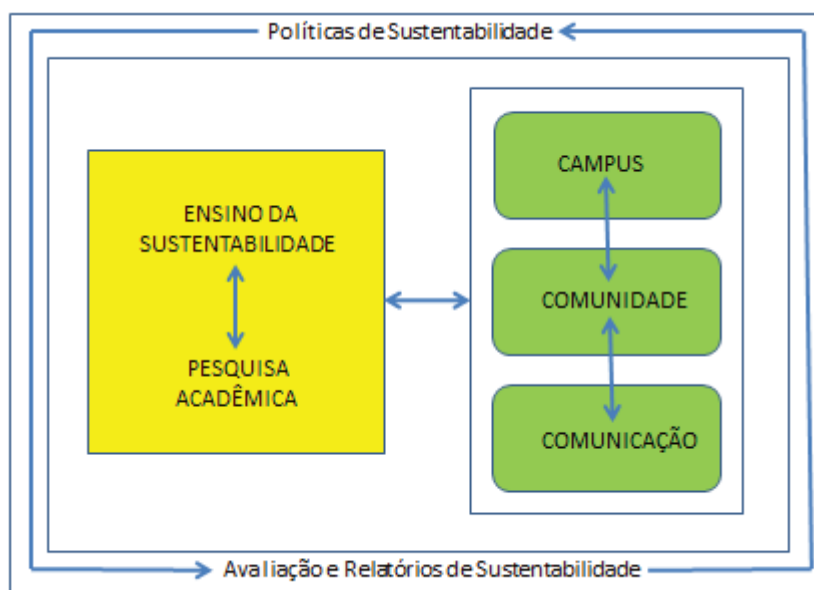 Políticas de Sustentabilidade
ENSINO DA
SUSTENTABILIDADE
PESQUISA
ACADÊMICA
CAMPUS
COMUNIDADE
COMUNICAÇÃO
Avaliação e Relatórios de Sustentabilidade